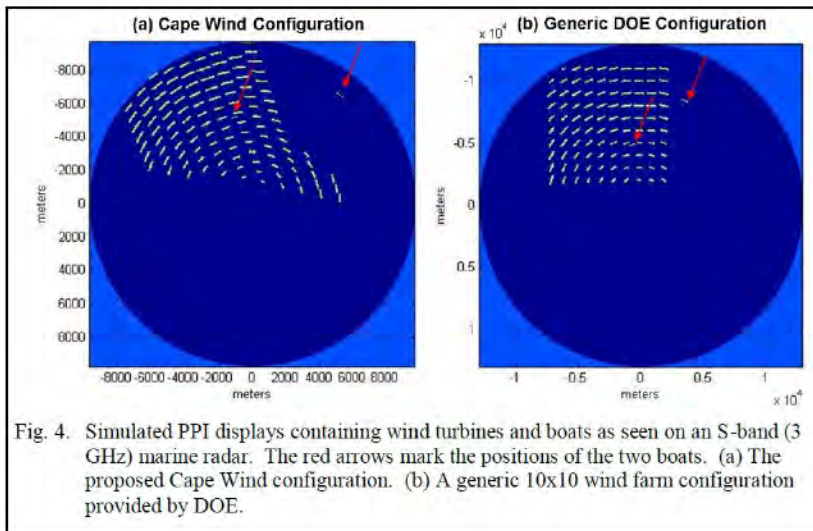 (a) Cape Wind Configuration
-8000
-6000
-4000
-2000
0
2000
4000
6000
8000
meters
-8000 -6000 -4000 -2000 0 2000 4000 6000 8000
meters
(b) Generic DOE Configuration
x 10⁴
-1
-0.5
0
0.5
1
meters
-1 -0.5 0 0.5 1
meters
x 10⁴
Fig. 4. Simulated PPI displays containing wind turbines and boats as seen on an S-band (3
GHz) marine radar. The red arrows mark the positions of the two boats. (a) The
proposed Cape Wind configuration. (b) A generic 10x10 wind farm configuration
provided by DOE.